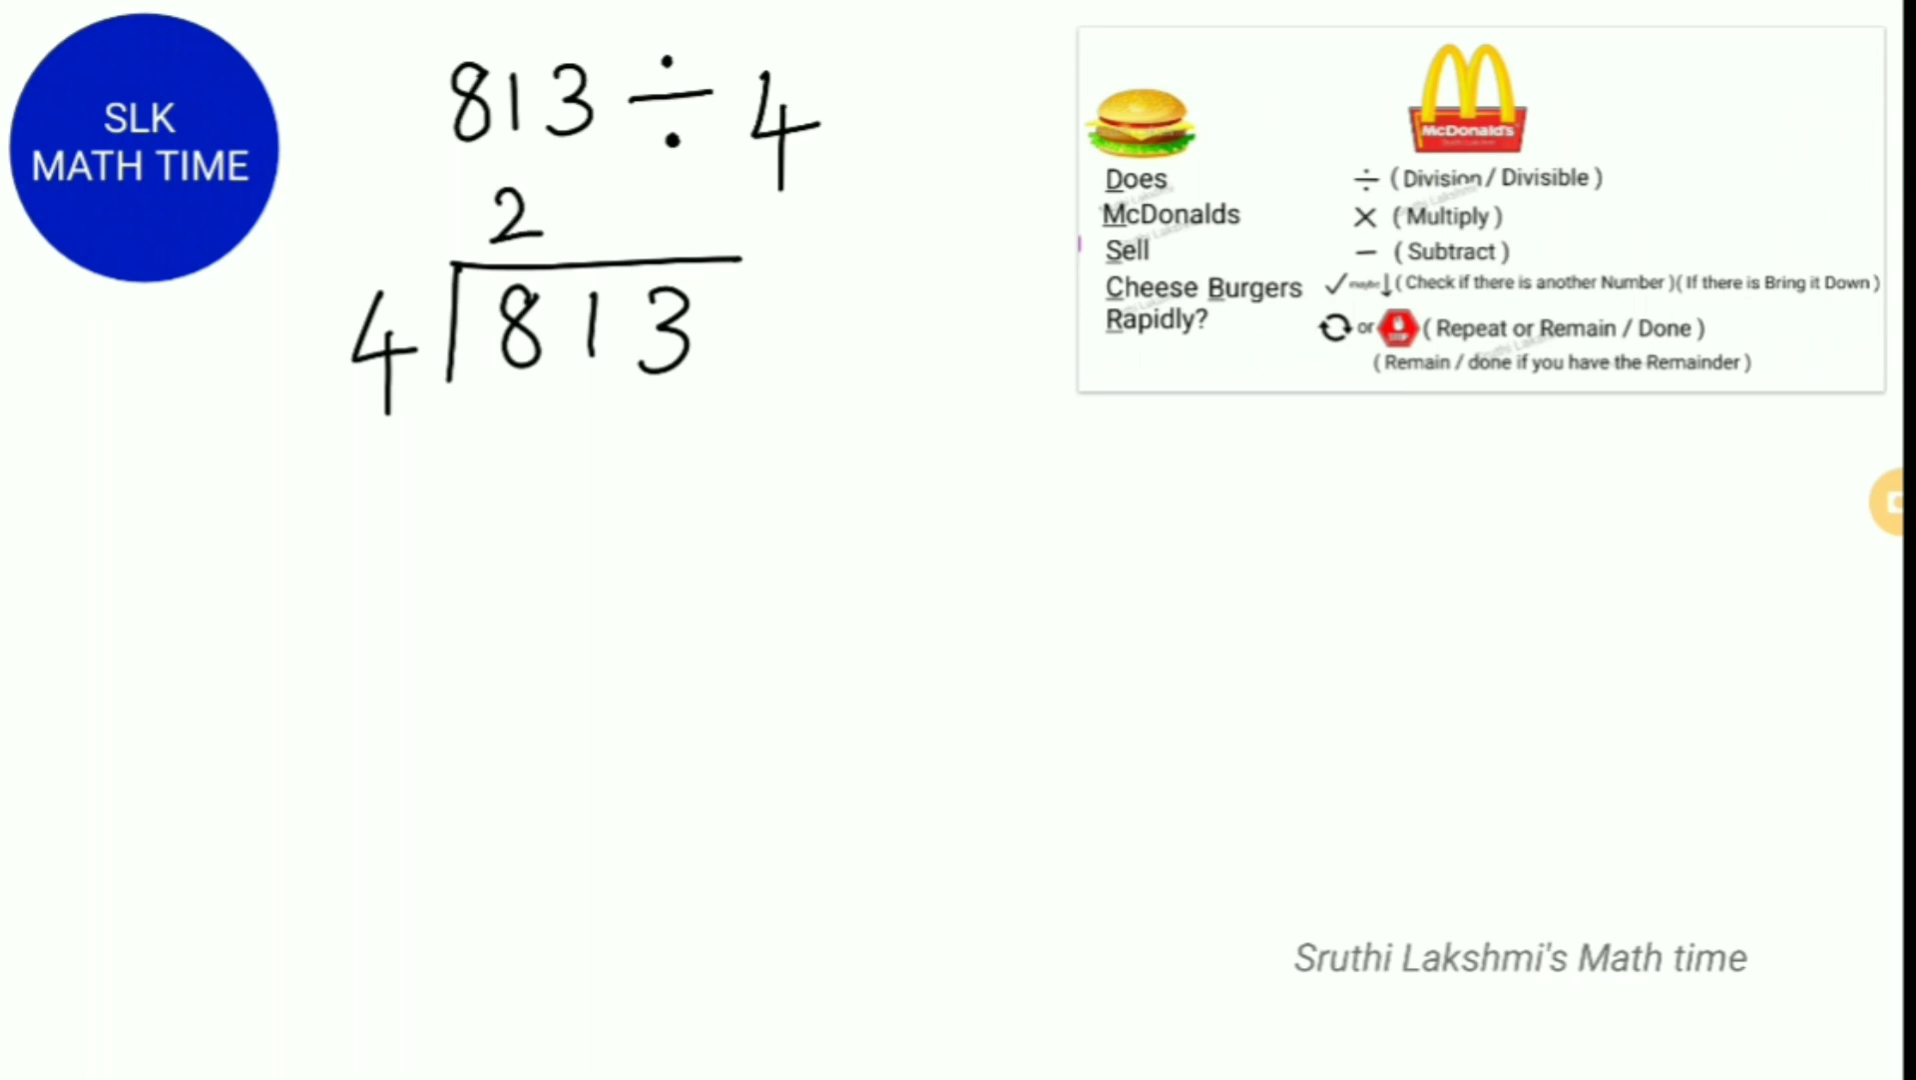 SLK
MATH TIME
813 ÷ 4
2
4 813
McDonald's
Does ÷ ( Division / Divisible )
McDonalds × ( Multiply )
Sell − ( Subtract )
Cheese Burgers ✓ maybe ↓ ( Check if there is another Number )( If there is Bring it Down )
Rapidly? or STOP ( Repeat or Remain / Done )
( Remain / done if you have the Remainder )
Sruthi Lakshmi's Math time